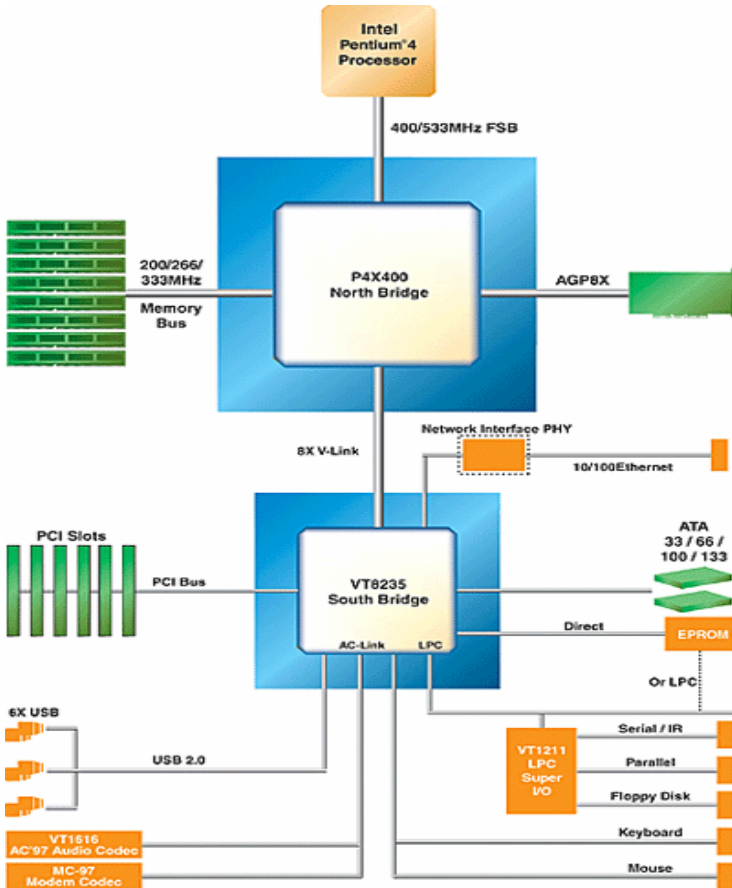 Intel
Pentium®4
Processor
400/533MHz FSB
200/266/
333MHz
Memory
Bus
P4X400
North Bridge
AGP8X
8X V-Link
Network Interface PHY
10/100Ethernet
PCI Slots
PCI Bus
VT8235
South Bridge
AC-Link
LPC
ATA
33 / 66 /
100 / 133
Direct
EPROM
Or LPC
6X USB
USB 2.0
VT1211
LPC
Super
I/O
Serial / IR
Parallel
Floppy Disk
Keyboard
Mouse
VT1616
AC'97 Audio Codec
MC-97
Modem Codec